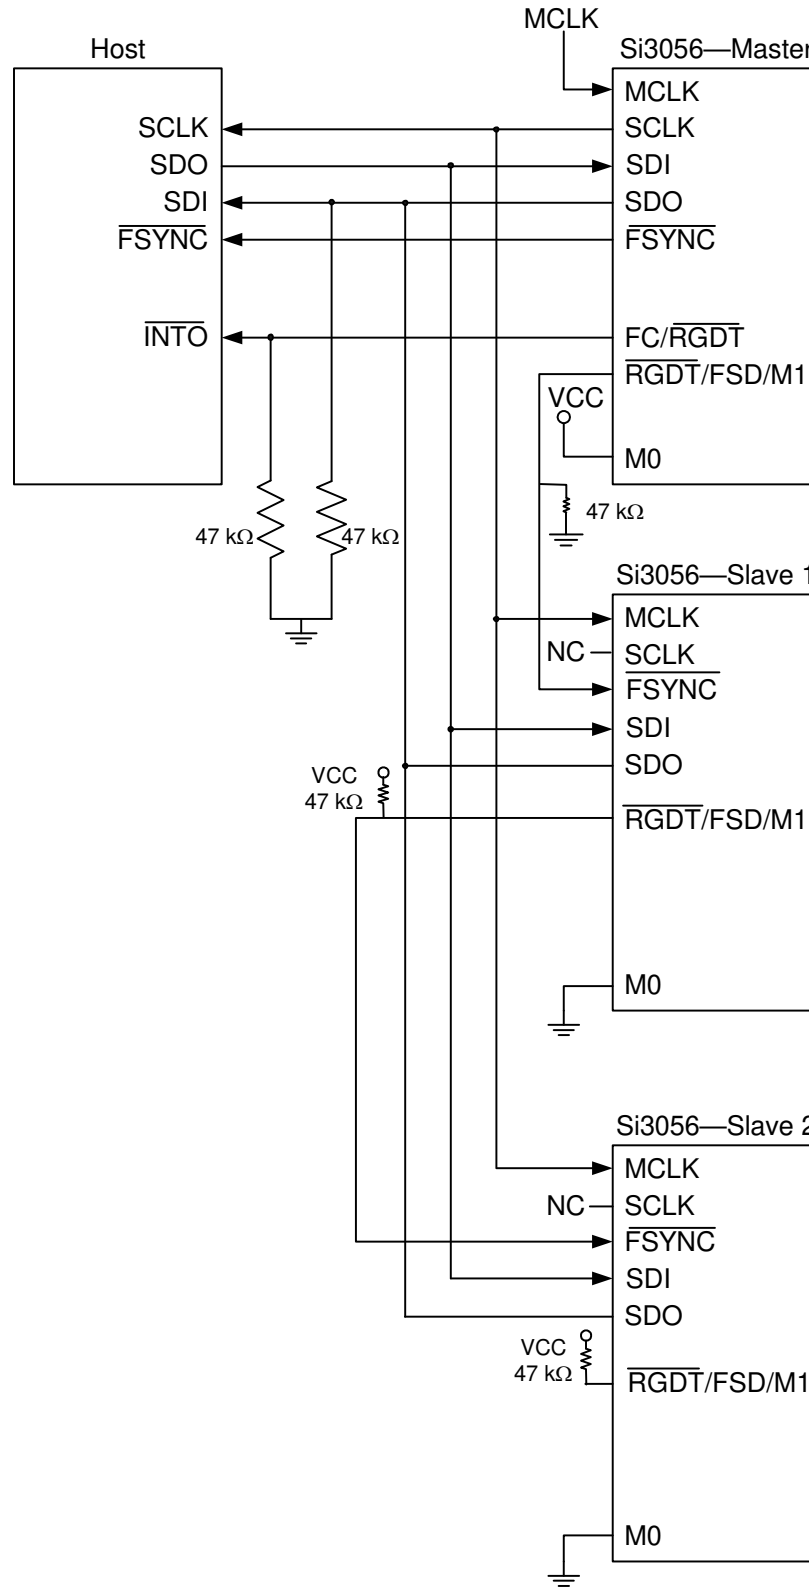 MCLK
Host
Si3056—Master
MCLK
SCLK
SCLK
SDO
SDI
SDI
SDO
FSYNC
FSYNC
INTO
FC/RGDT
RGDT/FSD/M1
VCC
M0
47 kΩ
47 kΩ
47 kΩ
Si3056—Slave 1
MCLK
NC
SCLK
FSYNC
SDI
SDO
VCC
47 kΩ
RGDT/FSD/M1
M0
Si3056—Slave 2
MCLK
NC
SCLK
FSYNC
SDI
SDO
VCC
47 kΩ
RGDT/FSD/M1
M0